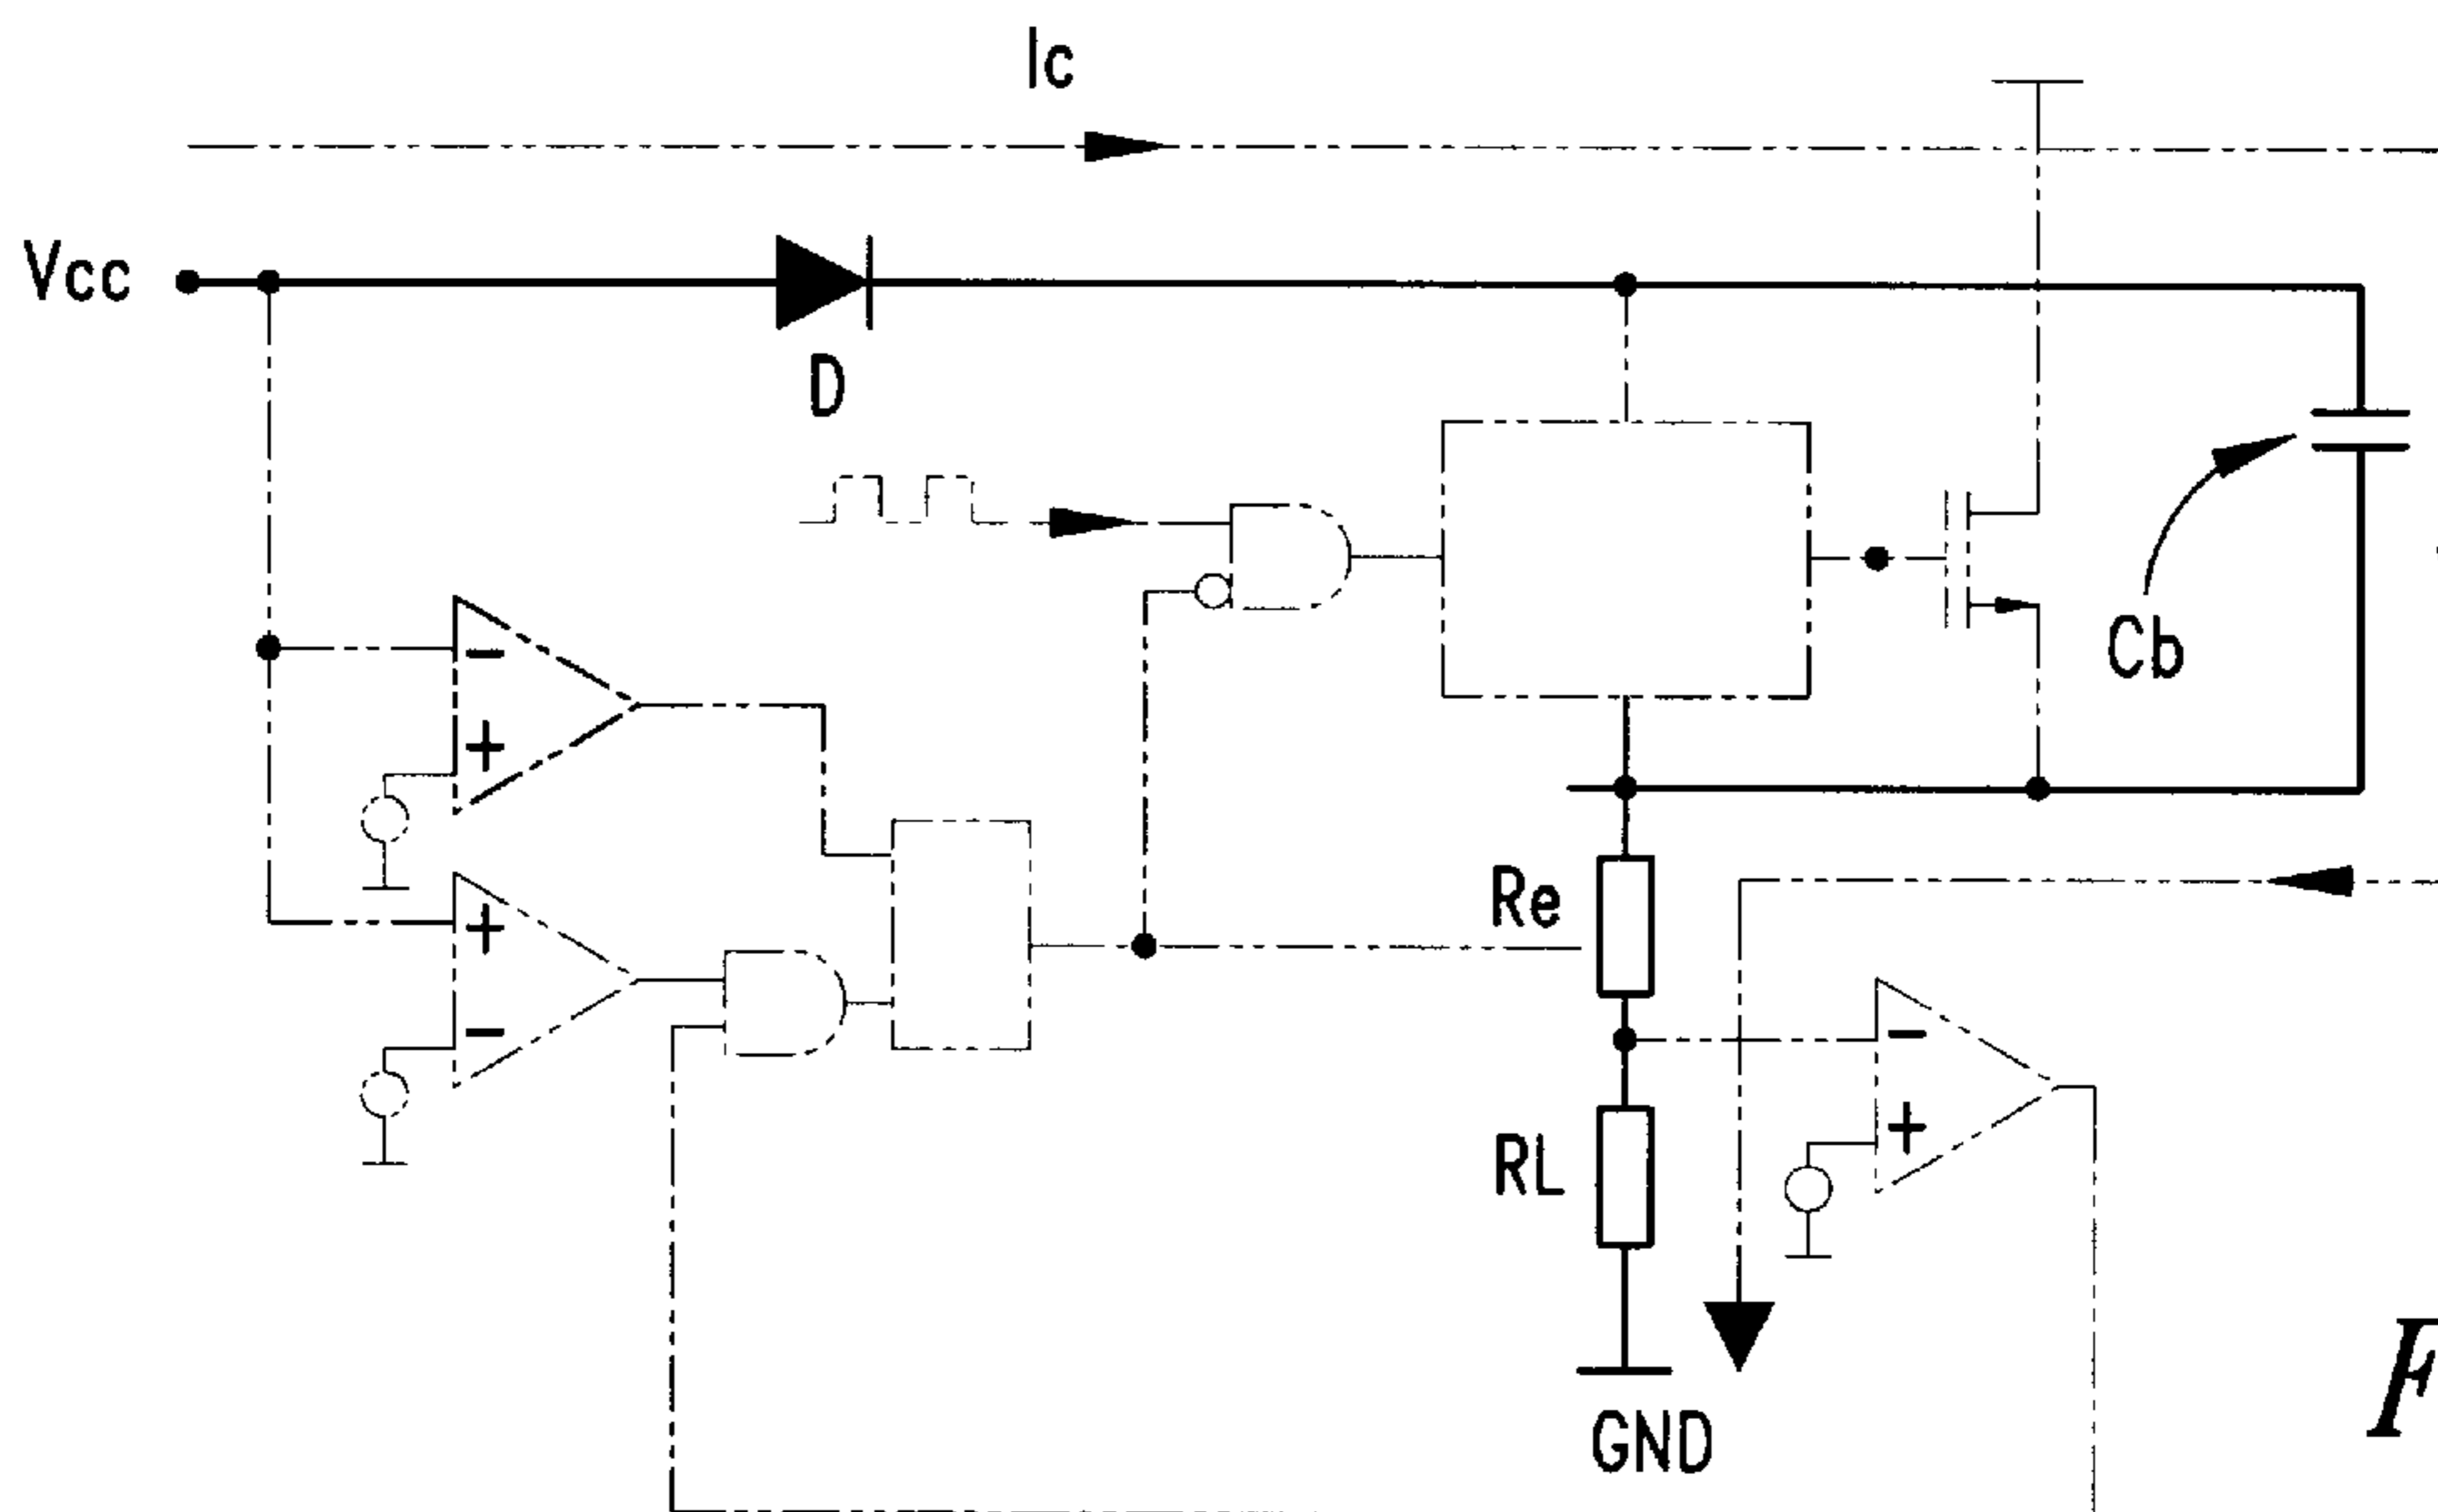 Ic
Vcc
D
Cb
-
+
+
-
Re
-
+
RL
GND
F